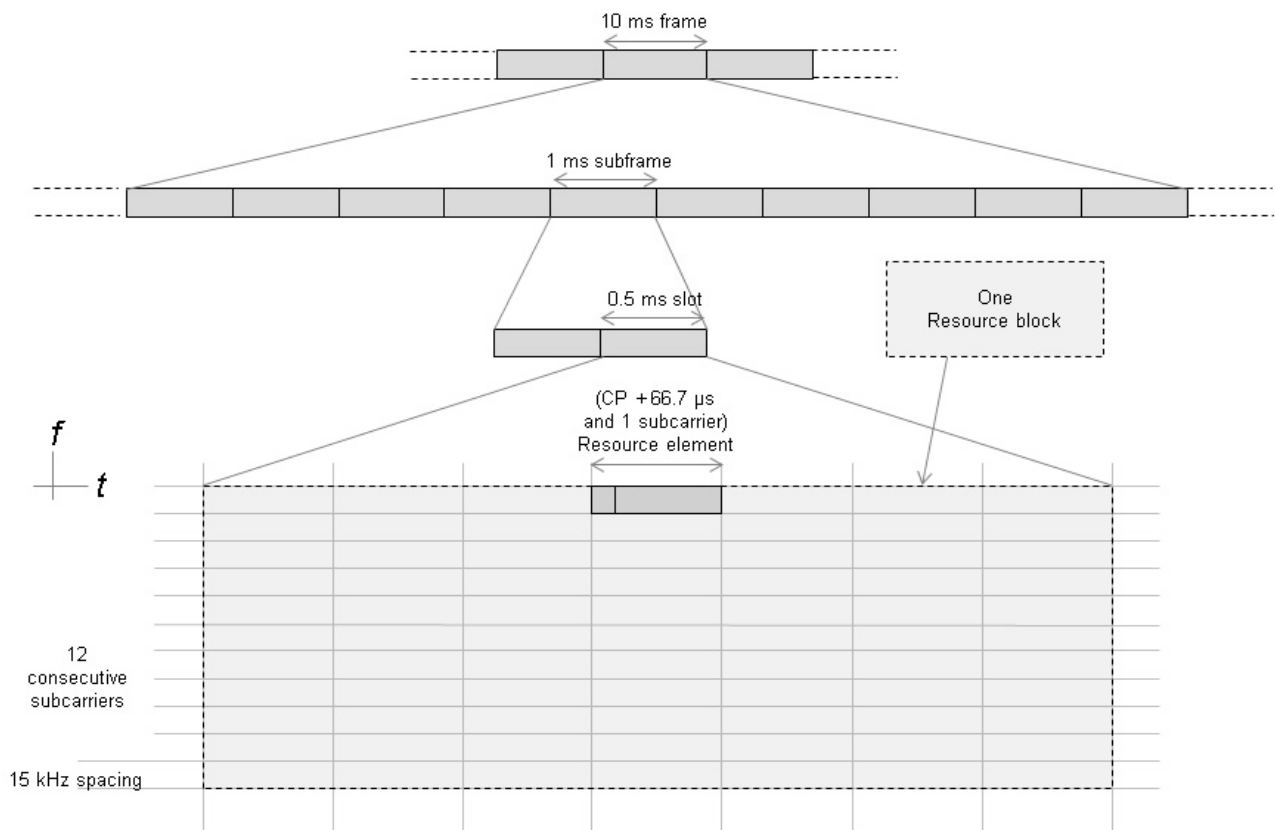 10 ms frame
1 ms subframe
0.5 ms slot
One
Resource block
(CP +66.7 µs
and 1 subcarrier)
Resource element
f
t
12
consecutive
subcarriers
15 kHz spacing